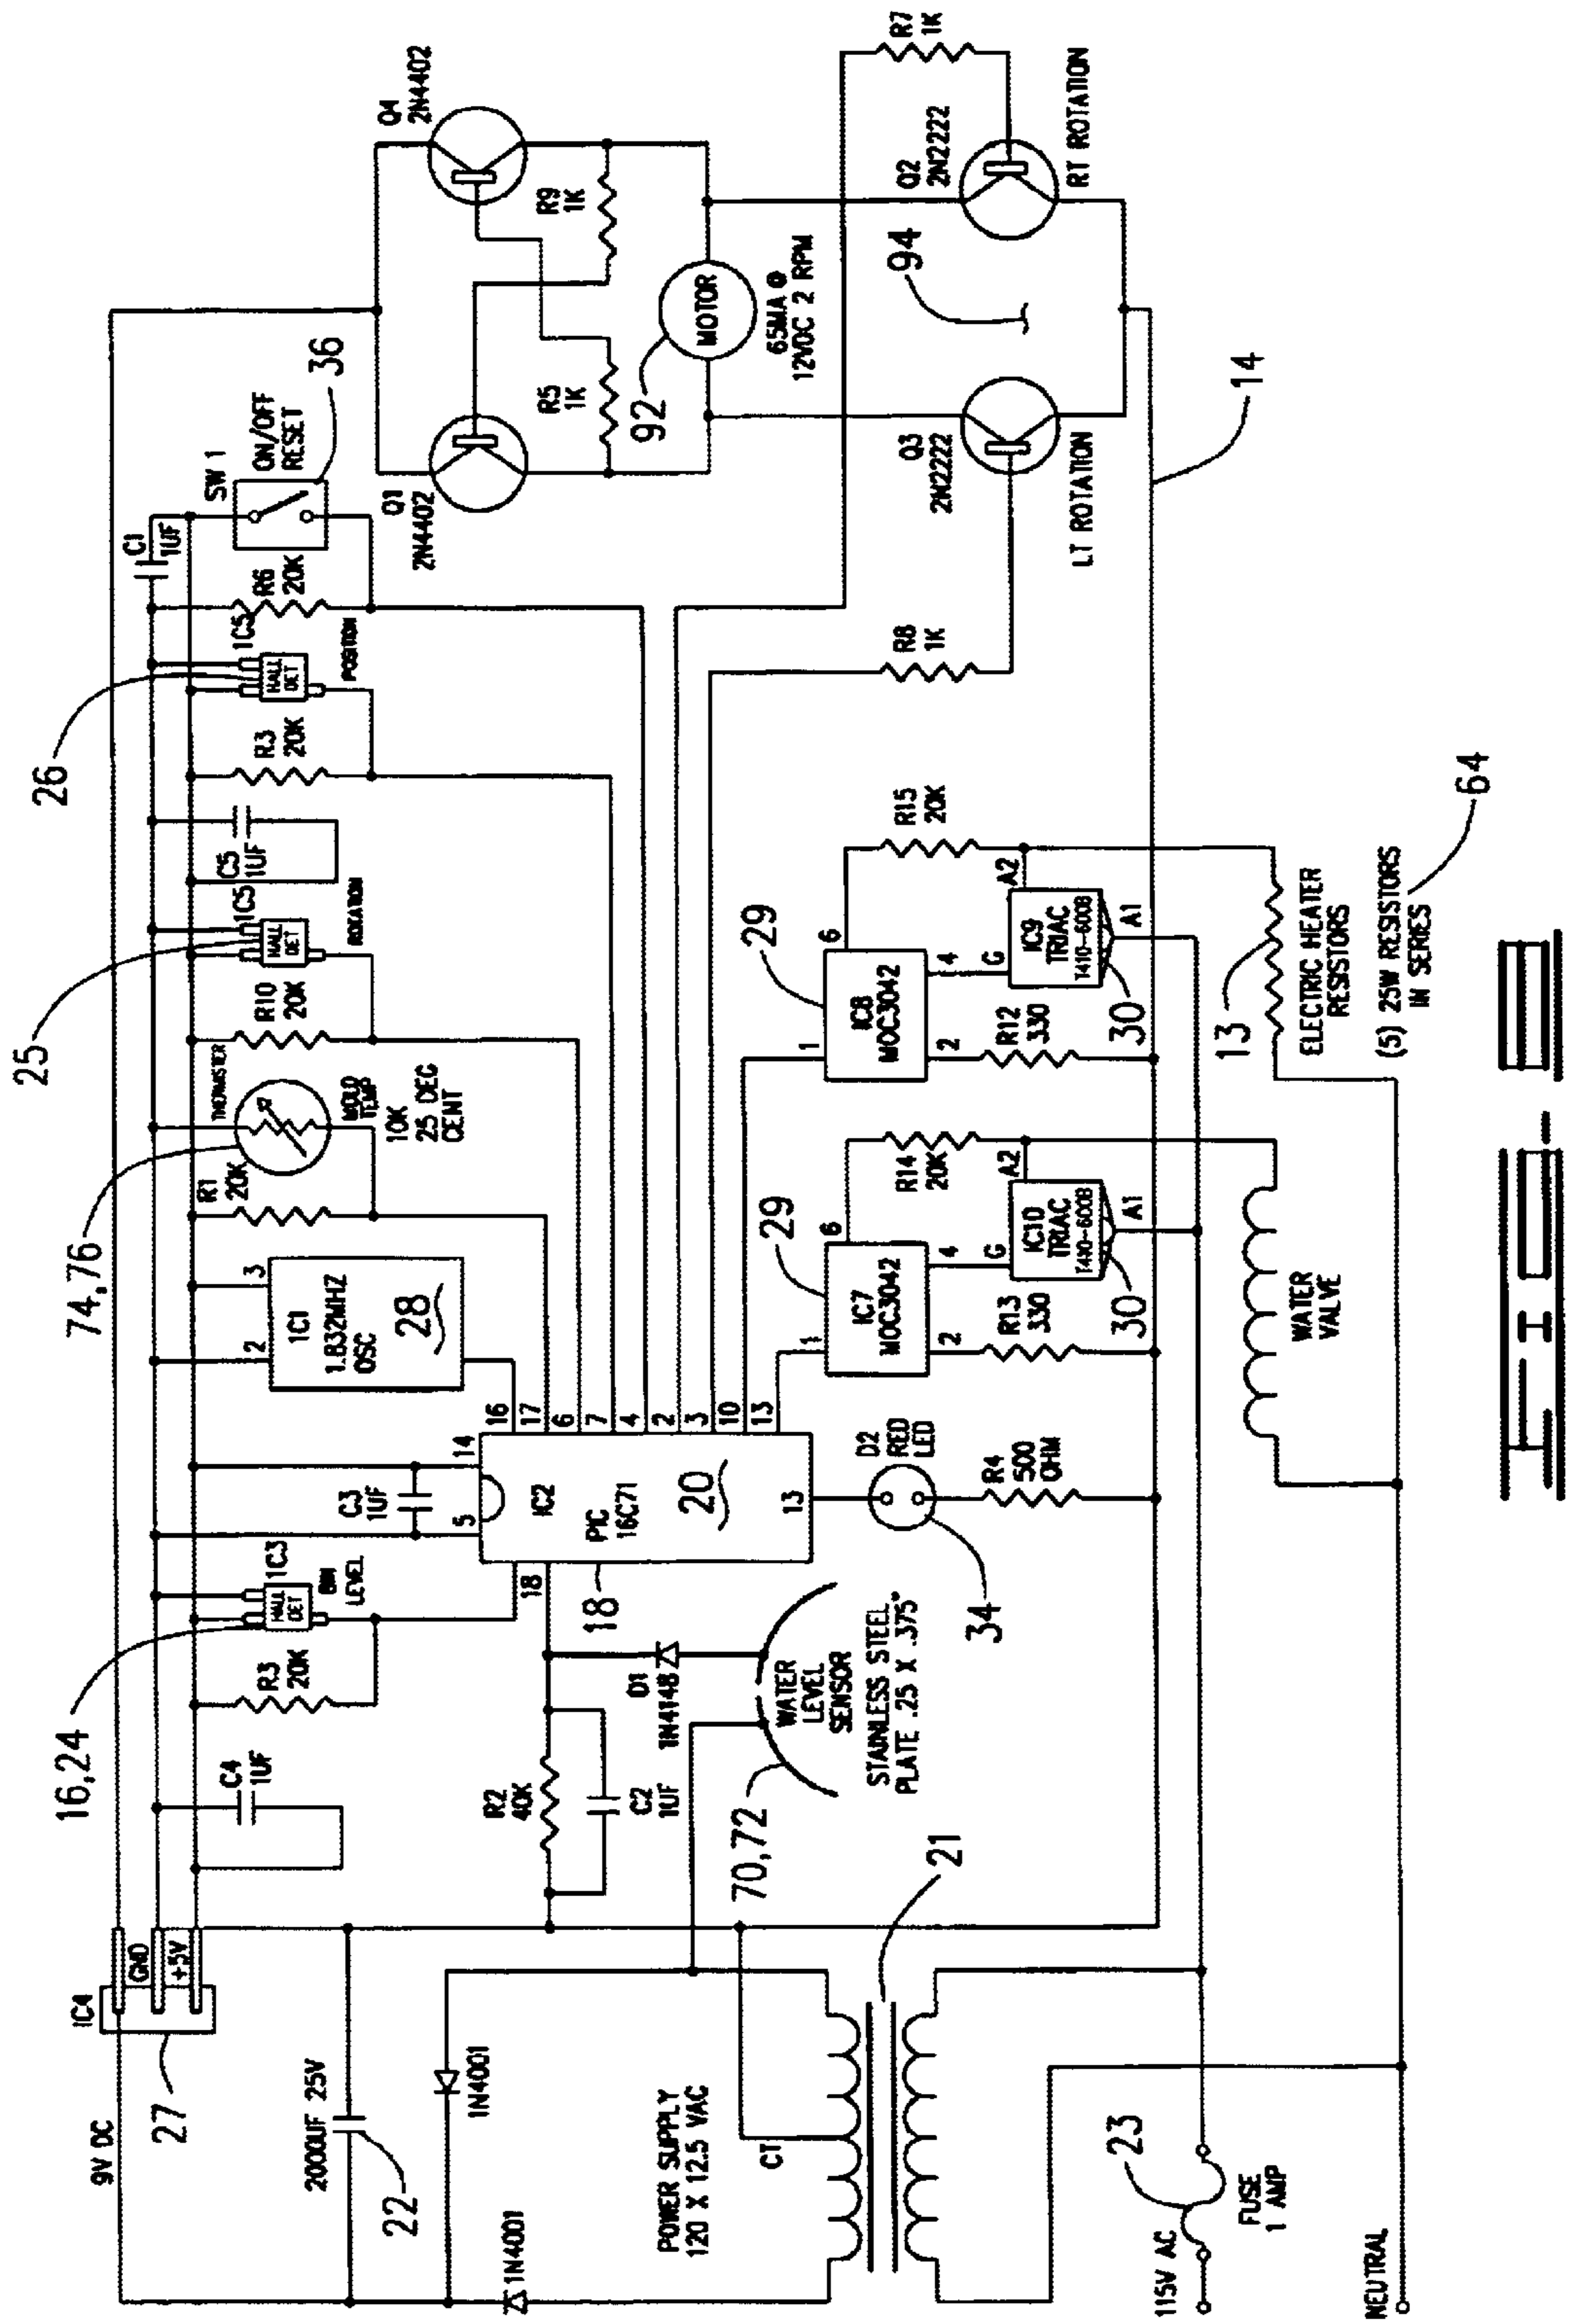 9V DC
IC4
GND
+5V
27
2000UF 25V
22
1N4001
1N4001
POWER SUPPLY
120 X 12.5 VAC
CT
21
115V AC
23
FUSE
1 AMP
NEUTRAL
C4
1UF
16,24
R3
20K
HALL
DET
1C3
BIN
LEVEL
C3
1UF
R2
40K
C2
1UF
D1
1N4148
70,72
WATER
LEVEL
SENSOR
STAINLESS STEEL
PLATE .25 X .375"
5
14
IC2
PIC
16C71
20
18
18
13
16
17
6
7
4
2
3
10
13
D2
RED
LED
34
R4
500
OHM
2
3
1C1
1.832MHZ
OSC
28
74,76
R1
20K
THERMISTER
MOLD
TEMP
10K
25 DEG
CENT
25
R10
20K
HALL
DET
1C5
ROTATION
C5
1UF
26
R3
20K
HALL
DET
1C5
POSITION
R6
20K
C1
1UF
SW 1
ON/OFF
RESET
36
29
IC7
MOC3042
1
2
4
6
R13
330
R14
20K
G
A2
IC10
TRIAC
T410-600B
A1
30
WATER
VALVE
29
IC8
MOC3042
1
2
4
6
R12
330
R15
20K
G
A2
IC9
TRIAC
T410-600B
A1
30
13
ELECTRIC HEATER
RESISTORS
(5) 25W RESISTORS
IN SERIES
64
Q1
2N4402
Q4
2N4402
R5
1K
R9
1K
MOTOR
92
65MA @
12VDC 2 RPM
R8
1K
R7
1K
Q3
2N2222
LT ROTATION
Q2
2N2222
RT ROTATION
94
14